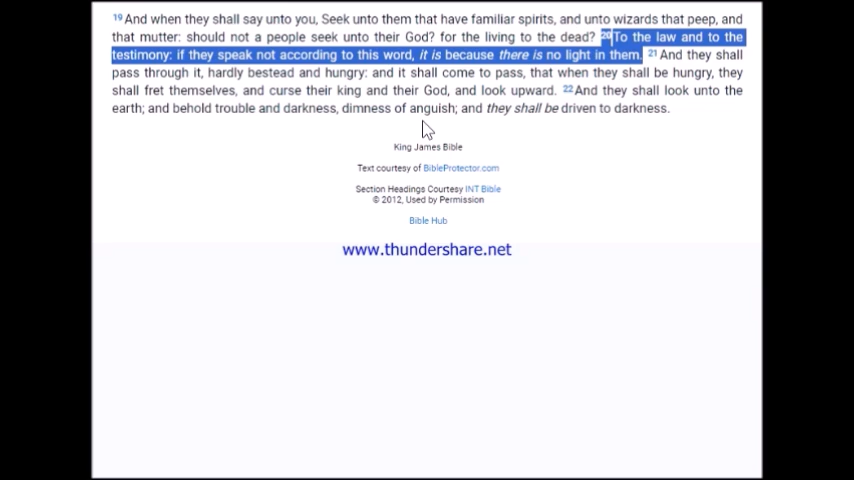 19 And when they shall say unto you, Seek unto them that have familiar spirits, and unto wizards that peep, and
that mutter: should not a people seek unto their God? for the living to the dead? 20 To the law and to the
testimony: if they speak not according to this word, it is because there is no light in them. 21 And they shall
pass through it, hardly bestead and hungry: and it shall come to pass, that when they shall be hungry, they
shall fret themselves, and curse their king and their God, and look upward. 22 And they shall look unto the
earth; and behold trouble and darkness, dimness of anguish; and they shall be driven to darkness.
King James Bible
Text courtesy of BibleProtector.com
Section Headings Courtesy INT Bible
© 2012, Used by Permission
Bible Hub
www.thundershare.net